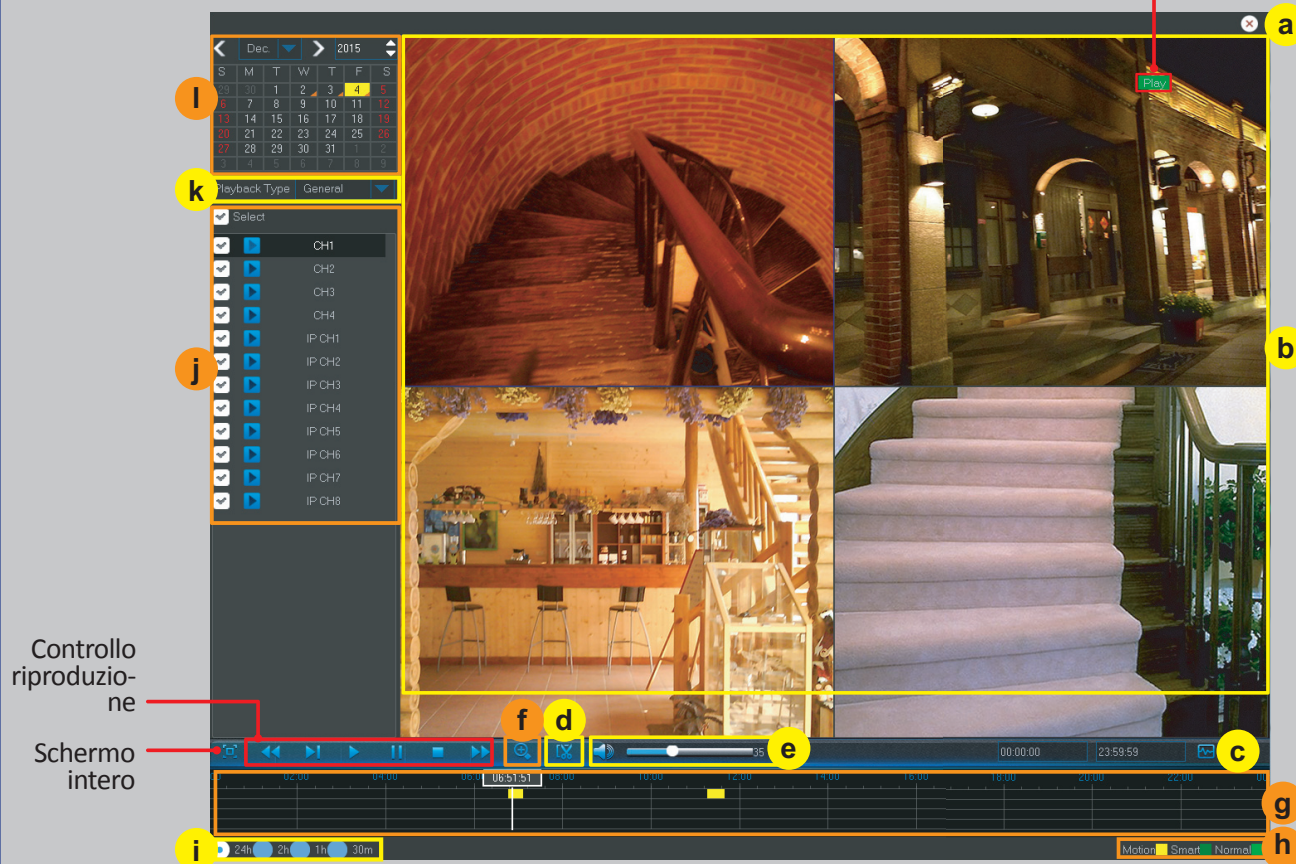 a
Dec. 2015
S M T W T F S
29 30 1 2 3 4 5
6 7 8 9 10 11 12
13 14 15 16 17 18 19
20 21 22 23 24 25 26
27 28 29 30 31 1 2
3 4 5 6 7 8 9
l
Play
k
Playback Type General
Select
CH1
CH2
CH3
CH4
IP CH1
IP CH2
IP CH3
IP CH4
IP CH5
IP CH6
IP CH7
IP CH8
j
b
Controllo
riproduzio-
ne
Schermo
intero
f
d
35
e
00:00:00
23:59:59
c
02:00 04:00 06:51:51 08:00 10:00 12:00 14:00 16:00 18:00 20:00 22:00
g
i
24h 2h 1h 30m
Motion Smart Normal
h